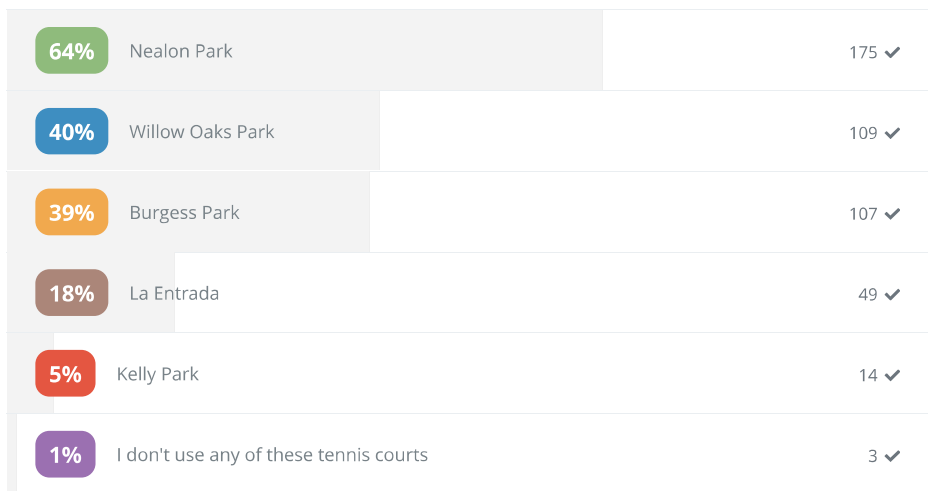 64% Nealon Park 175
40% Willow Oaks Park 109
39% Burgess Park 107
18% La Entrada 49
5% Kelly Park 14
1% I don't use any of these tennis courts 3